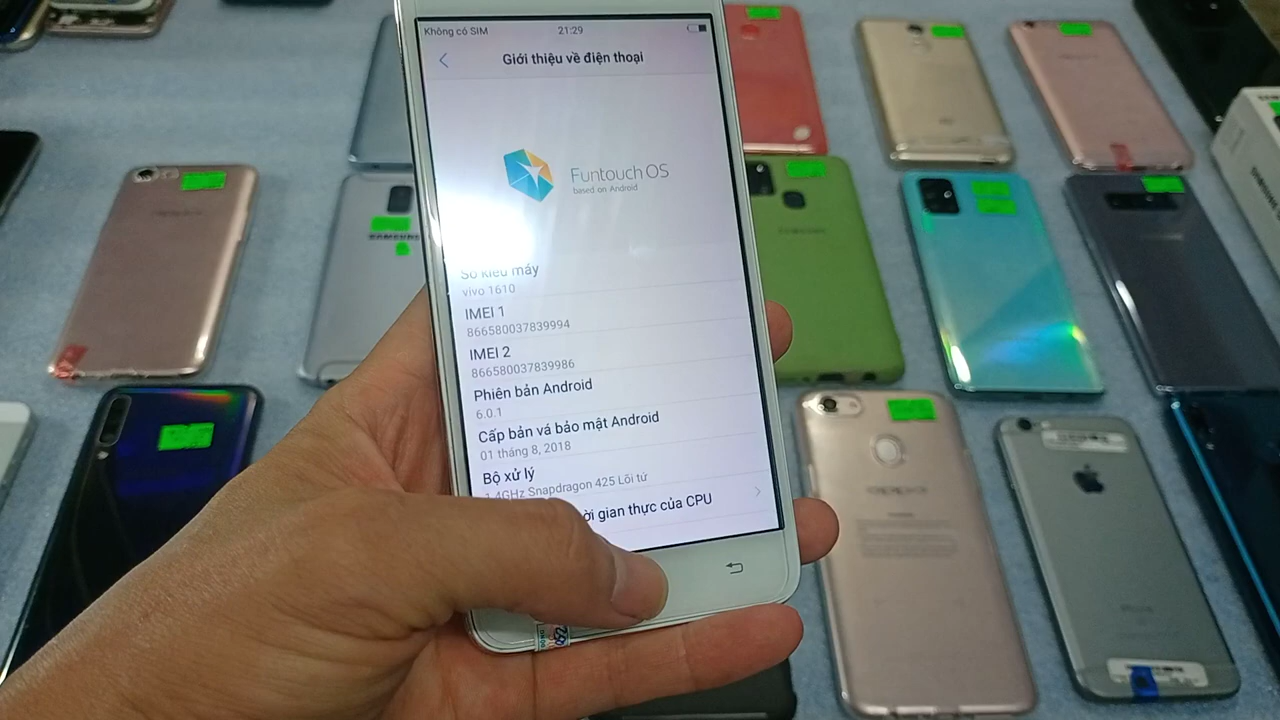 Không có SIM
21:29
Giới thiệu về điện thoại
Funtouch OS
based on Android
Số kiểu máy
vivo 1610
IMEI 1
866580037839994
IMEI 2
866580037839986
Phiên bản Android
6.0.1
Cấp bản vá bảo mật Android
01 tháng 8, 2018
Bộ xử lý
.4GHz Snapdragon 425 Lõi tứ
gian thực của CPU
SAMSUNG
OPPO